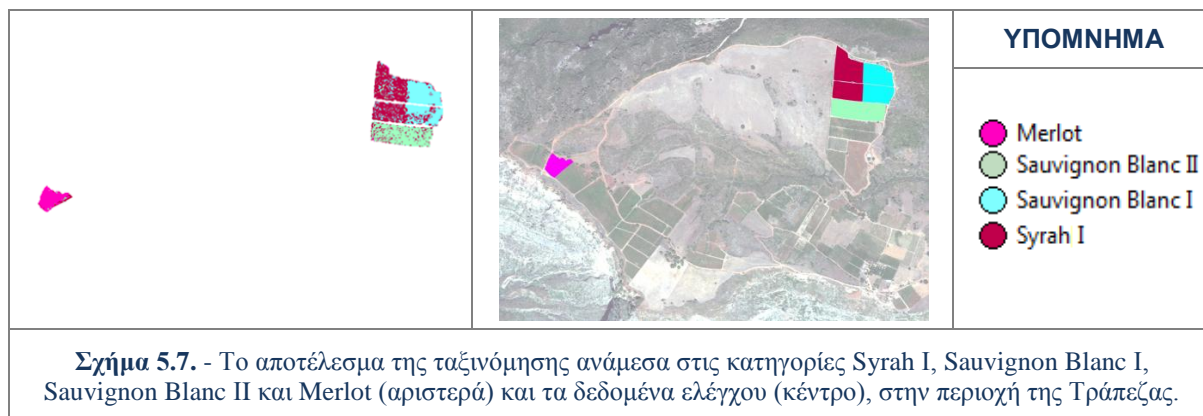 ΥΠΟΜΝΗΜΑ
Merlot
Sauvignon Blanc II
Sauvignon Blanc I
Syrah I
Σχήμα 5.7. - Το αποτέλεσμα της ταξινόμησης ανάμεσα στις κατηγορίες Syrah I, Sauvignon Blanc I,
Sauvignon Blanc II και Merlot (αριστερά) και τα δεδομένα ελέγχου (κέντρο), στην περιοχή της Τράπεζας.